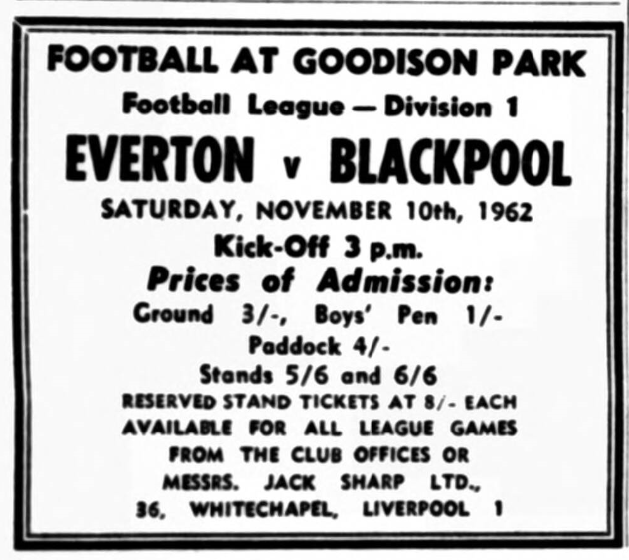 FOOTBALL AT GOODISON PARK
Football League — Division 1
EVERTON v BLACKPOOL
SATURDAY, NOVEMBER 10th, 1962
Kick-Off 3 p.m.
Prices of Admission:
Ground 3/-, Boys' Pen 1/-
Paddock 4/-
Stands 5/6 and 6/6
RESERVED STAND TICKETS AT 8/- EACH
AVAILABLE FOR ALL LEAGUE GAMES
FROM THE CLUB OFFICES OR
MESSRS. JACK SHARP LTD.,
36, WHITECHAPEL, LIVERPOOL 1